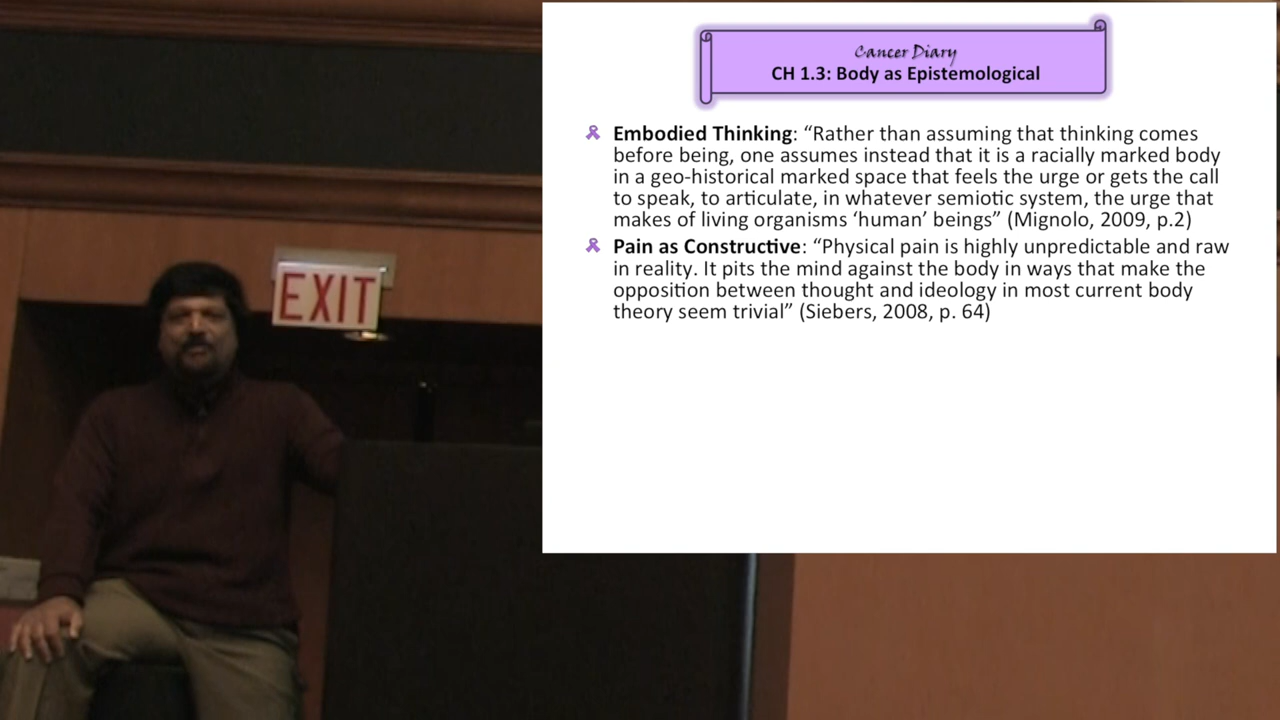 Cancer Diary
CH 1.3: Body as Epistemological
Embodied Thinking: “Rather than assuming that thinking comes
before being, one assumes instead that it is a racially marked body
in a geo-historical marked space that feels the urge or gets the call
to speak, to articulate, in whatever semiotic system, the urge that
makes of living organisms ‘human’ beings” (Mignolo, 2009, p.2)
Pain as Constructive: “Physical pain is highly unpredictable and raw
in reality. It pits the mind against the body in ways that make the
opposition between thought and ideology in most current body
theory seem trivial” (Siebers, 2008, p. 64)
EXIT